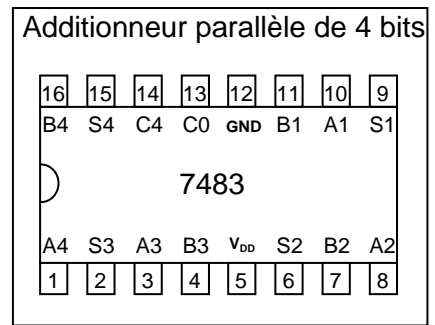 Additionneur parallèle de 4 bits
16 15 14 13 12 11 10 9
B4 S4 C4 C0 GND B1 A1 S1
7483
A4 S3 A3 B3 VDD S2 B2 A2
1 2 3 4 5 6 7 8